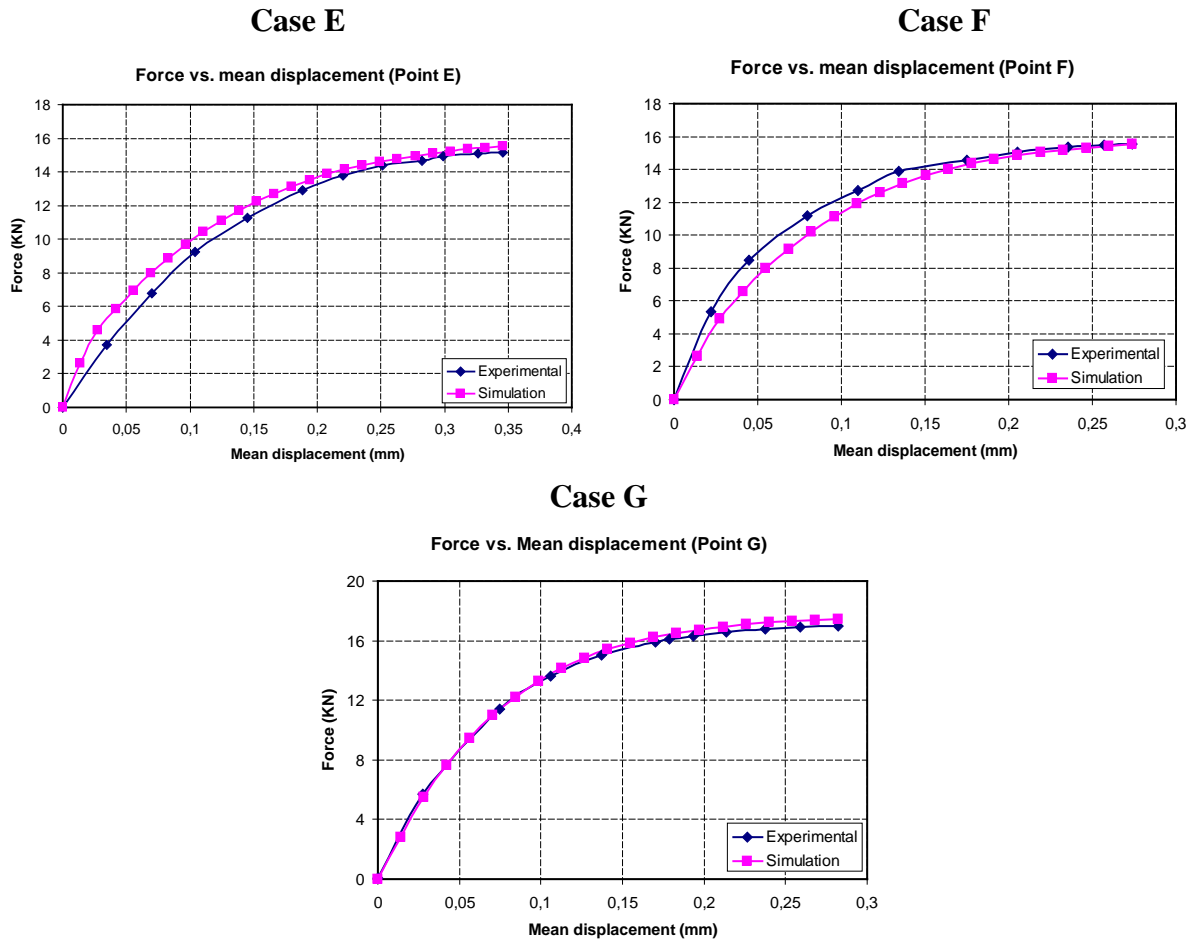 Case E
Force vs. mean displacement (Point E)
Force (KN)
18
16
14
12
10
8
6
4
2
0
0 0,05 0,1 0,15 0,2 0,25 0,3 0,35 0,4
Mean displacement (mm)
Experimental
Simulation
Case F
Force vs. mean displacement (Point F)
Force (KN)
18
16
14
12
10
8
6
4
2
0
0 0,05 0,1 0,15 0,2 0,25 0,3
Mean displacement (mm)
Experimental
Simulation
Case G
Force vs. Mean displacement (Point G)
Force (KN)
20
16
12
8
4
0
0 0,05 0,1 0,15 0,2 0,25 0,3
Mean displacement (mm)
Experimental
Simulation